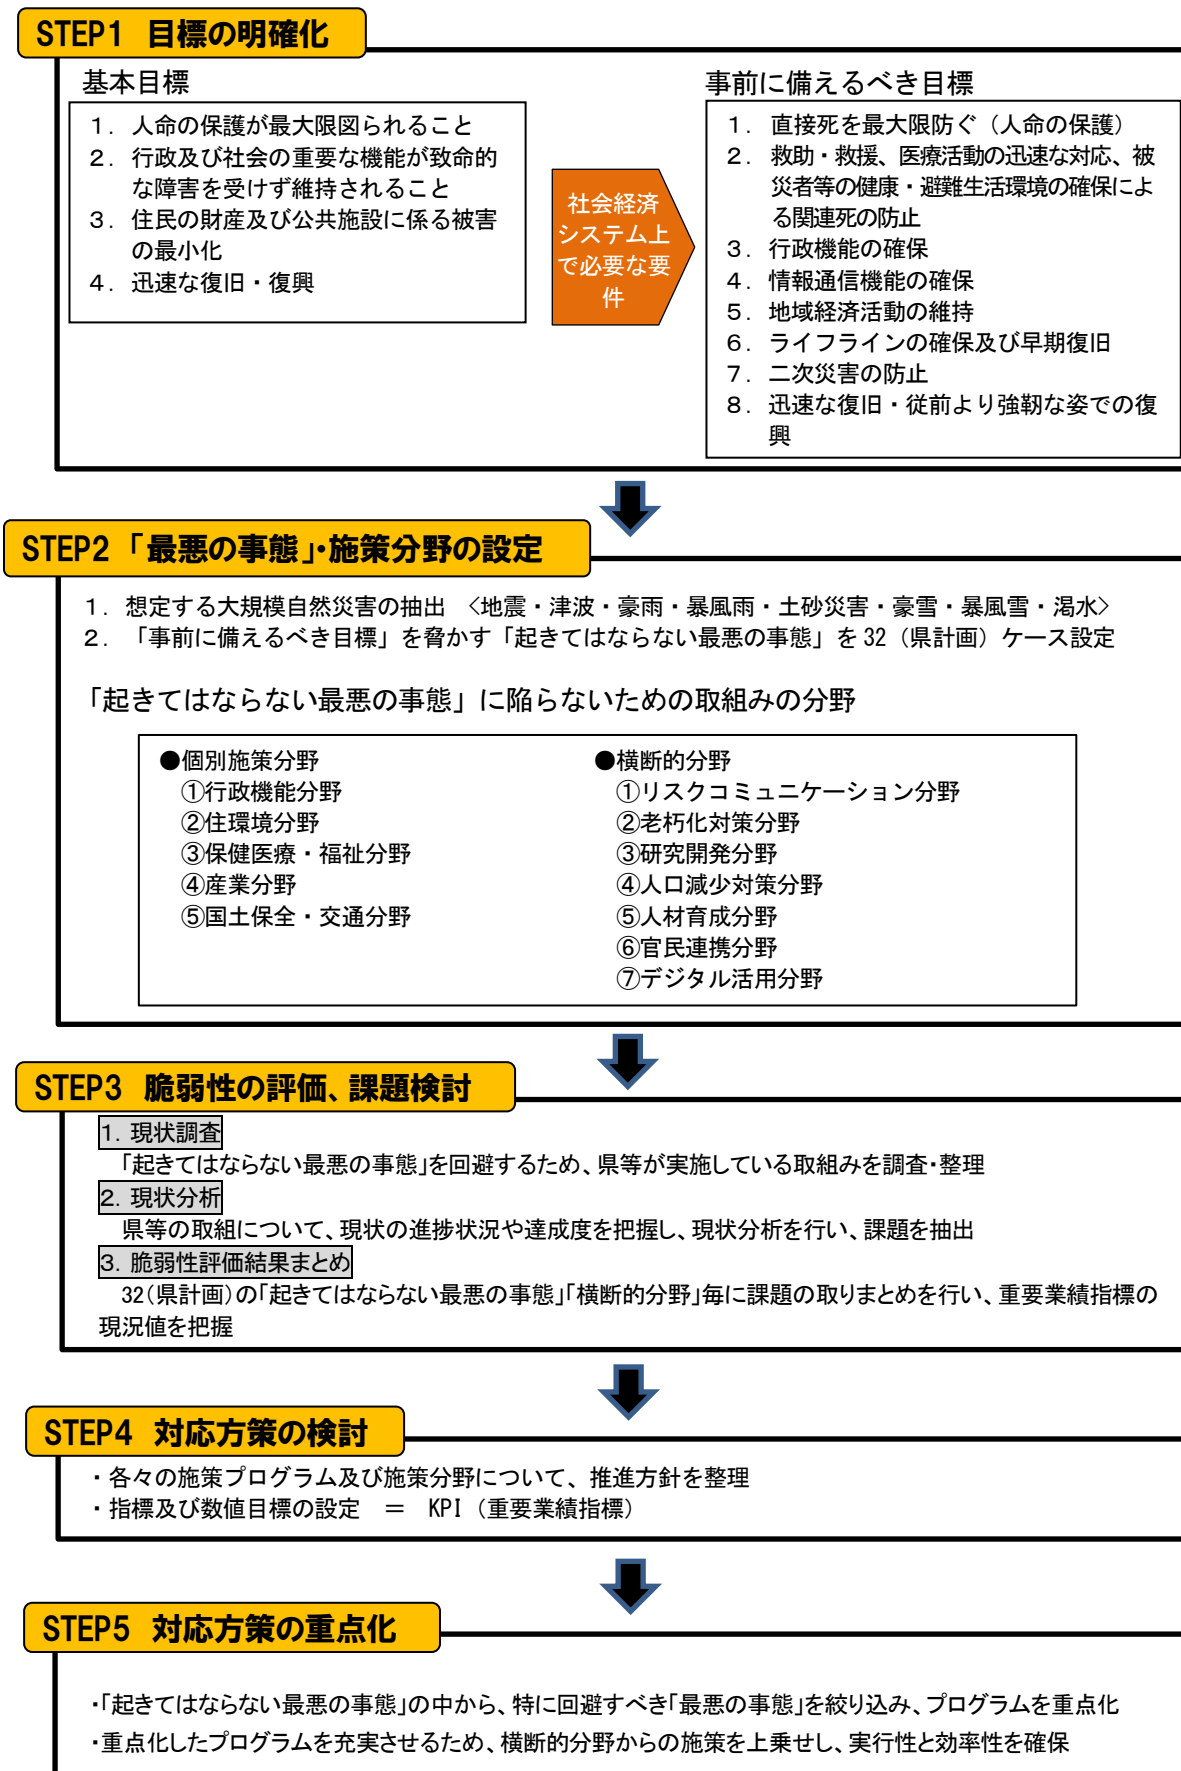 STEP1 目標の明確化
基本目標
1. 人命の保護が最大限図られること
2. 行政及び社会の重要な機能が致命的
な障害を受けず維持されること
3. 住民の財産及び公共施設に係る被害
の最小化
4. 迅速な復旧・復興
社会経済
システム上
で必要な要
件
事前に備えるべき目標
1. 直接死を最大限防ぐ（人命の保護）
2. 救助・救援、医療活動の迅速な対応、被
災者等の健康・避難生活環境の確保によ
る関連死の防止
3. 行政機能の確保
4. 情報通信機能の確保
5. 地域経済活動の維持
6. ライフラインの確保及び早期復旧
7. 二次災害の防止
8. 迅速な復旧・従前より強靭な姿での復
興
STEP2 「最悪の事態」・施策分野の設定
1. 想定する大規模自然災害の抽出 〈地震・津波・豪雨・暴風雨・土砂災害・豪雪・暴風雪・渇水〉
2. 「事前に備えるべき目標」を脅かす「起きてはならない最悪の事態」を32（県計画）ケース設定
「起きてはならない最悪の事態」に陥らないための取組みの分野
●個別施策分野
①行政機能分野
②住環境分野
③保健医療・福祉分野
④産業分野
⑤国土保全・交通分野
●横断的分野
①リスクコミュニケーション分野
②老朽化対策分野
③研究開発分野
④人口減少対策分野
⑤人材育成分野
⑥官民連携分野
⑦デジタル活用分野
STEP3 脆弱性の評価、課題検討
1. 現状調査
「起きてはならない最悪の事態」を回避するため、県等が実施している取組みを調査・整理
2. 現状分析
県等の取組について、現状の進捗状況や達成度を把握し、現状分析を行い、課題を抽出
3. 脆弱性評価結果まとめ
32（県計画）の「起きてはならない最悪の事態」「横断的分野」毎に課題の取りまとめを行い、重要業績指標の
現況値を把握
STEP4 対応方策の検討
・各々の施策プログラム及び施策分野について、推進方針を整理
・指標及び数値目標の設定 ＝ KPI（重要業績指標）
STEP5 対応方策の重点化
・「起きてはならない最悪の事態」の中から、特に回避すべき「最悪の事態」を絞り込み、プログラムを重点化
・重点化したプログラムを充実させるため、横断的分野からの施策を上乗せし、実行性と効率性を確保